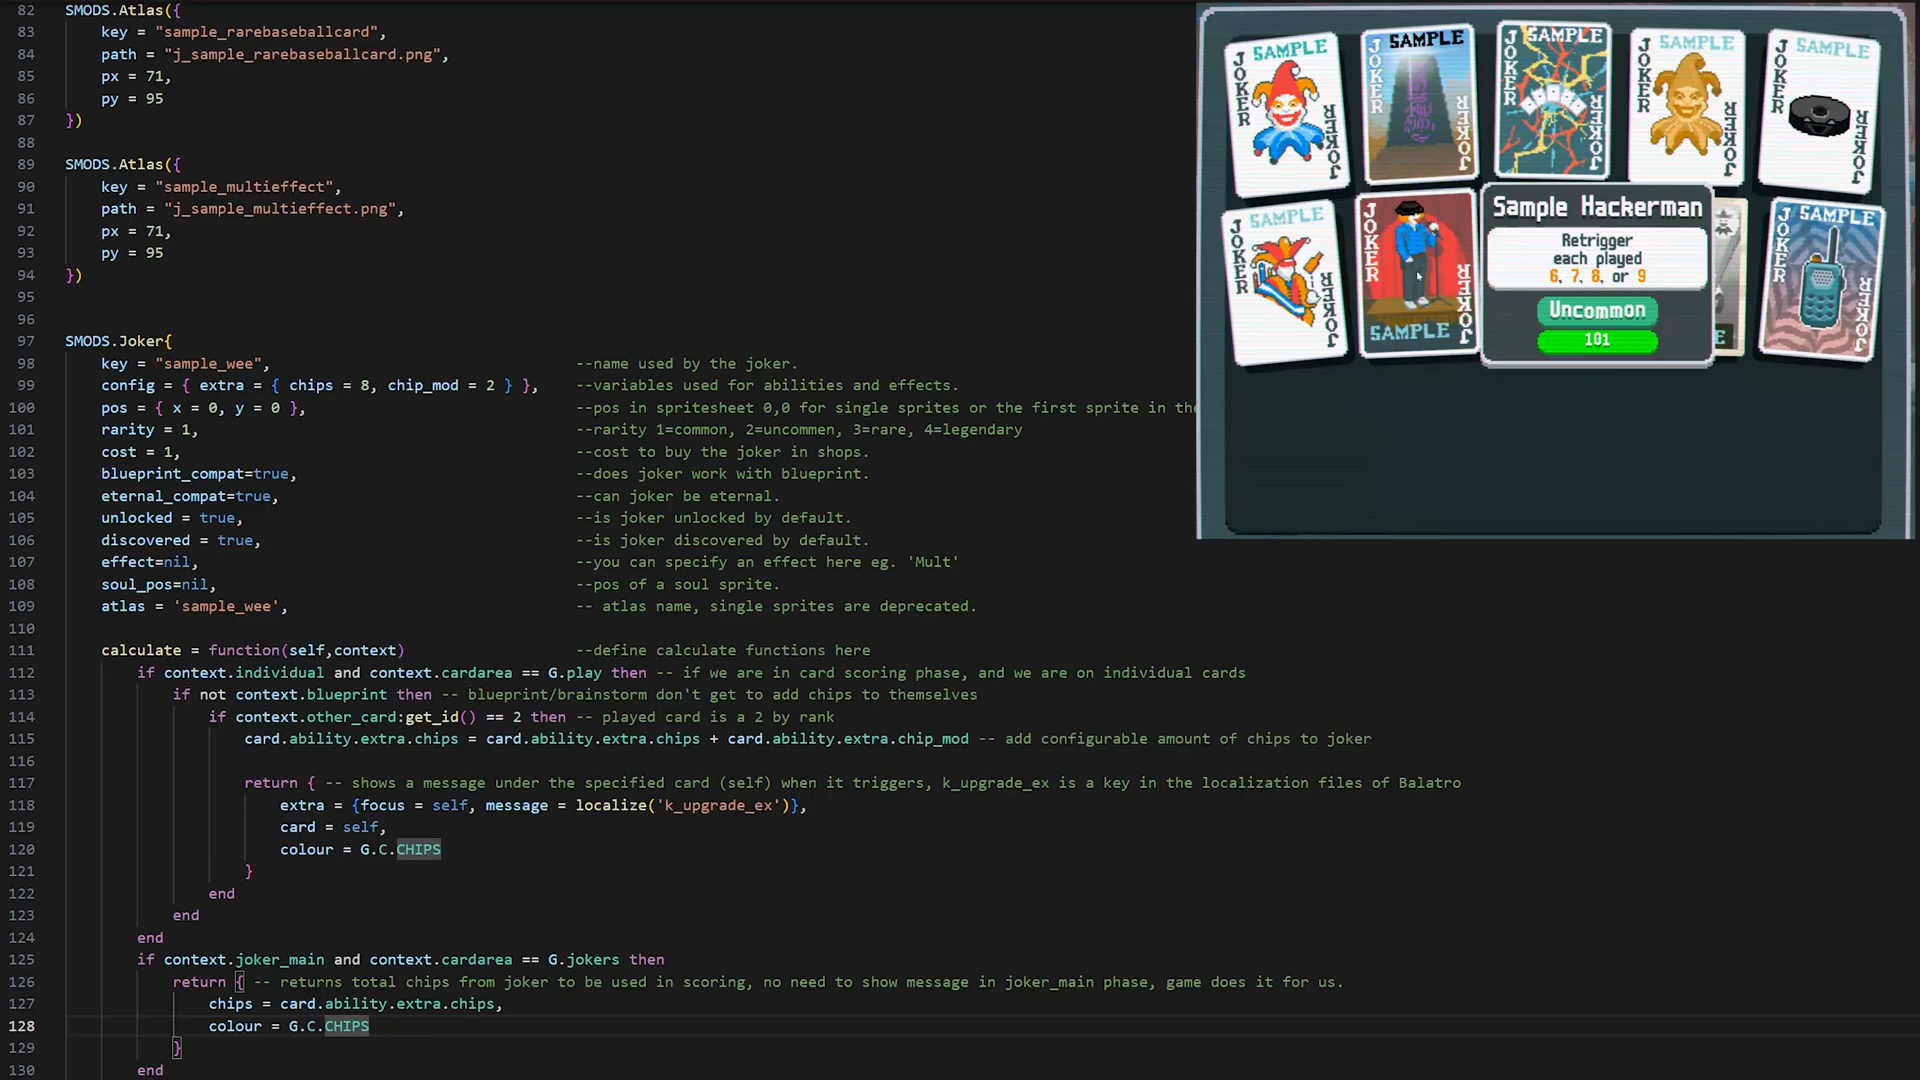 82 SMODS.Atlas({
83 key = "sample_rarebaseballcard",
84 path = "j_sample_rarebaseballcard.png",
85 px = 71,
86 py = 95
87 })
88
89 SMODS.Atlas({
90 key = "sample_multieffect",
91 path = "j_sample_multieffect.png",
92 px = 71,
93 py = 95
94 })
95
96
97 SMODS.Joker{
98 key = "sample_wee", --name used by the joker.
99 config = { extra = { chips = 8, chip_mod = 2 } }, --variables used for abilities and effects.
100 pos = { x = 0, y = 0 }, --pos in spritesheet 0,0 for single sprites or the first sprite in the
101 rarity = 1, --rarity 1=common, 2=uncommen, 3=rare, 4=legendary
102 cost = 1, --cost to buy the joker in shops.
103 blueprint_compat=true, --does joker work with blueprint.
104 eternal_compat=true, --can joker be eternal.
105 unlocked = true, --is joker unlocked by default.
106 discovered = true, --is joker discovered by default.
107 effect=nil, --you can specify an effect here eg. 'Mult'
108 soul_pos=nil, --pos of a soul sprite.
109 atlas = 'sample_wee', -- atlas name, single sprites are deprecated.
110
111 calculate = function(self,context) --define calculate functions here
112 if context.individual and context.cardarea == G.play then -- if we are in card scoring phase, and we are on individual cards
113 if not context.blueprint then -- blueprint/brainstorm don't get to add chips to themselves
114 if context.other_card:get_id() == 2 then -- played card is a 2 by rank
115 card.ability.extra.chips = card.ability.extra.chips + card.ability.extra.chip_mod -- add configurable amount of chips to joker
116
117 return { -- shows a message under the specified card (self) when it triggers, k_upgrade_ex is a key in the localization files of Balatro
118 extra = {focus = self, message = localize('k_upgrade_ex')},
119 card = self,
120 colour = G.C.CHIPS
121 }
122 end
123 end
124 end
125 if context.joker_main and context.cardarea == G.jokers then
126 return { -- returns total chips from joker to be used in scoring, no need to show message in joker_main phase, game does it for us.
127 chips = card.ability.extra.chips,
128 colour = G.C.CHIPS
129 }
130 end
JOKER SAMPLE JOKER
JOKER SAMPLE JOKER
JOKER SAMPLE JOKER
JOKER SAMPLE JOKER
JOKER SAMPLE JOKER
JOKER SAMPLE JOKER
JOKER SAMPLE JOKER
Sample Hackerman
Retrigger
each played
6, 7, 8, or 9
Uncommon
101
E
JOKER SAMPLE JOKER